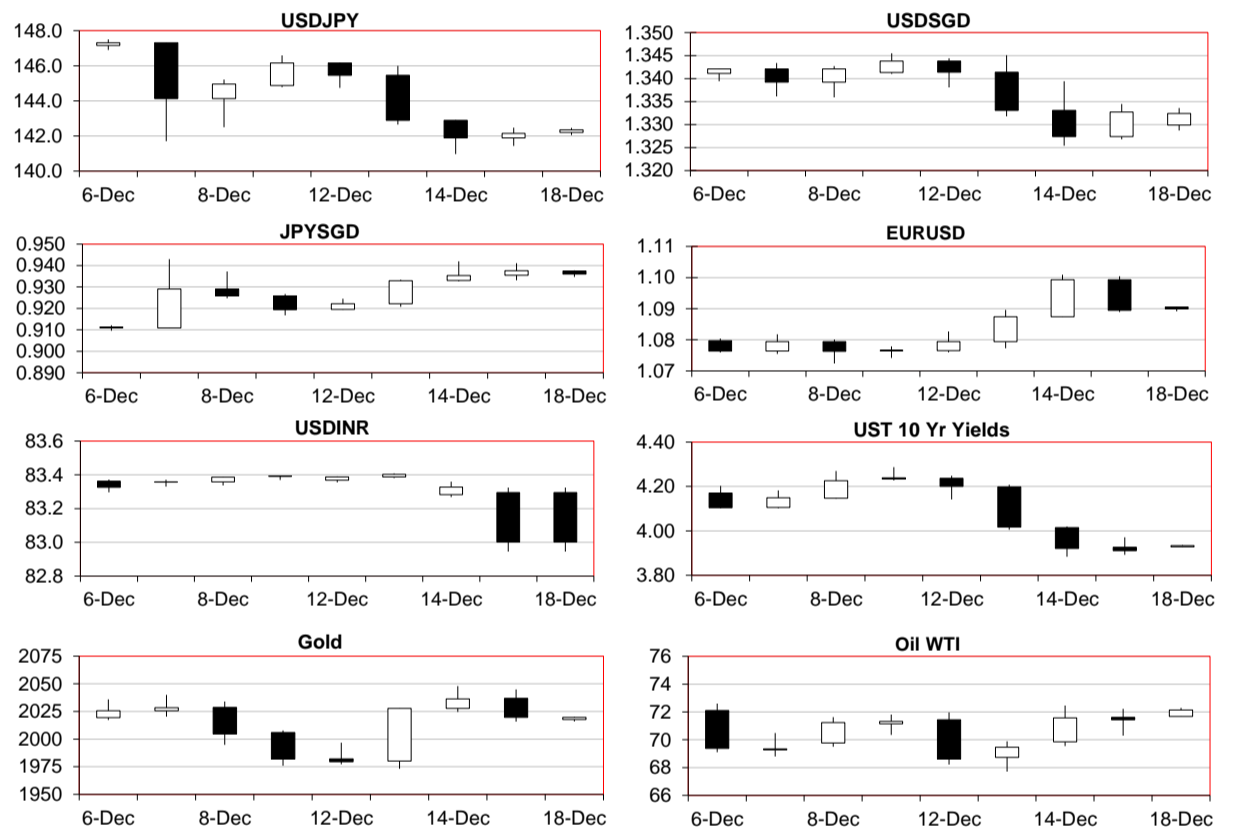 USDJPY
148.0
146.0
144.0
142.0
140.0
6-Dec 8-Dec 12-Dec 14-Dec 18-Dec
USDSGD
1.350
1.345
1.340
1.335
1.330
1.325
1.320
6-Dec 8-Dec 12-Dec 14-Dec 18-Dec
JPYSGD
0.950
0.940
0.930
0.920
0.910
0.900
0.890
6-Dec 8-Dec 12-Dec 14-Dec 18-Dec
EURUSD
1.11
1.10
1.09
1.08
1.07
6-Dec 8-Dec 12-Dec 14-Dec 18-Dec
USDINR
83.6
83.4
83.2
83.0
82.8
6-Dec 8-Dec 12-Dec 14-Dec 18-Dec
UST 10 Yr Yields
4.40
4.20
4.00
3.80
6-Dec 8-Dec 12-Dec 14-Dec 18-Dec
Gold
2075
2050
2025
2000
1975
1950
6-Dec 8-Dec 12-Dec 14-Dec 18-Dec
Oil WTI
76
74
72
70
68
66
6-Dec 8-Dec 12-Dec 14-Dec 18-Dec